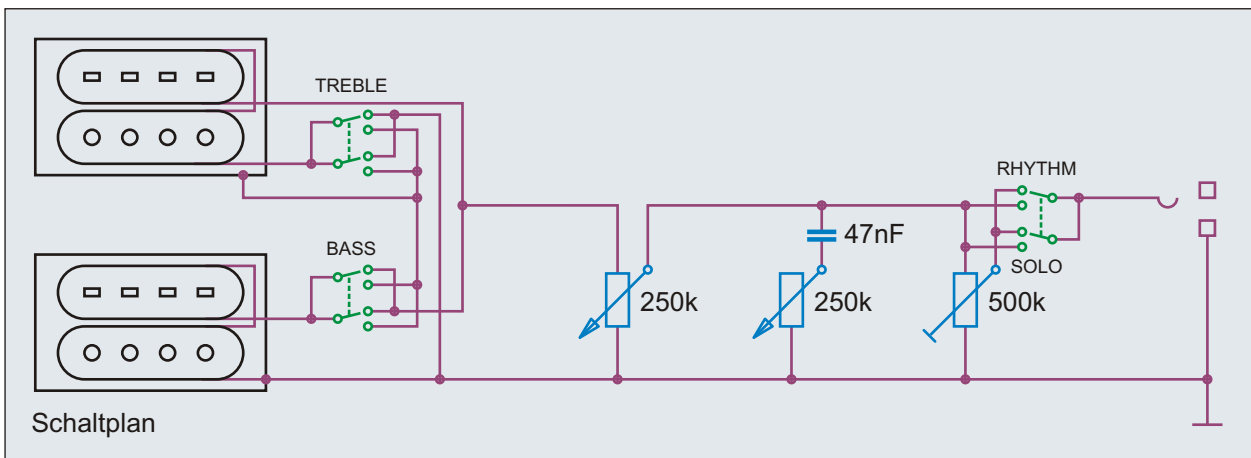 TREBLE
RHYTHM
47nF
BASS
SOLO
250k
250k
500k
Schaltplan